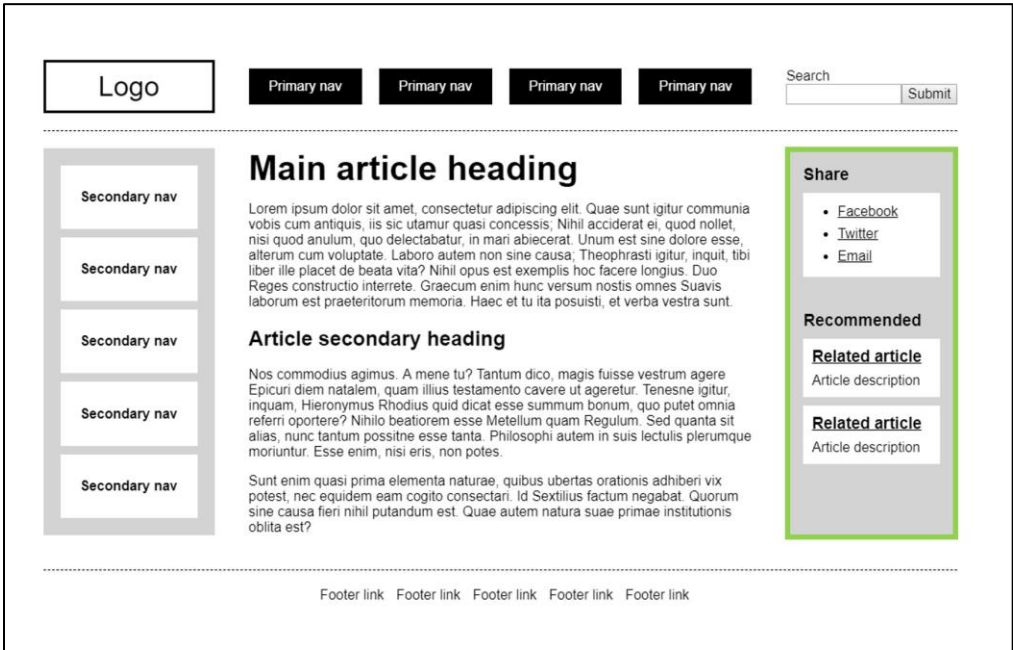 Logo
Primary nav
Primary nav
Primary nav
Primary nav
Search
Submit
Secondary nav
Secondary nav
Secondary nav
Secondary nav
Secondary nav
Main article heading
Lorem ipsum dolor sit amet, consectetur adipiscing elit. Quae sunt igitur communia
vobis cum antiquis, iis sic utamur quasi concessis; Nihil acciderat ei, quod nollet,
nisi quod anulum, quo delectabatur, in mari abiecerat. Unum est sine dolore esse,
alterum cum voluptate. Laboro autem non sine causa; Theophrasti igitur, inquit, tibi
liber ille placet de beata vita? Nihil opus est exemplis hoc facere longius. Duo
Reges constructio interrete. Graecum enim hunc versum nostis omnes Suavis
laborum est praeteritorum memoria. Haec et tu ita posuisti, et verba vestra sunt.
Article secondary heading
Nos commodius agimus. A mene tu? Tantum dico, magis fuisse vestrum agere
Epicuri diem natalem, quam illius testamento cavere ut ageretur. Tenesne igitur,
inquam, Hieronymus Rhodius quid dicat esse summum bonum, quo putet omnia
referri oportere? Nihilo beatiorem esse Metellum quam Regulum. Sed quanta sit
alias, nunc tantum possitne esse tanta. Philosophi autem in suis lectulis plerumque
moriuntur. Esse enim, nisi eris, non potes.
Sunt enim quasi prima elementa naturae, quibus ubertas orationis adhiberi vix
potest, nec equidem eam cogito consectari. Id Sextilius factum negabat. Quorum
sine causa fieri nihil putandum est. Quae autem natura suae primae institutionis
oblita est?
Share
Facebook
Twitter
Email
Recommended
Related article
Article description
Related article
Article description
Footer link Footer link Footer link Footer link Footer link